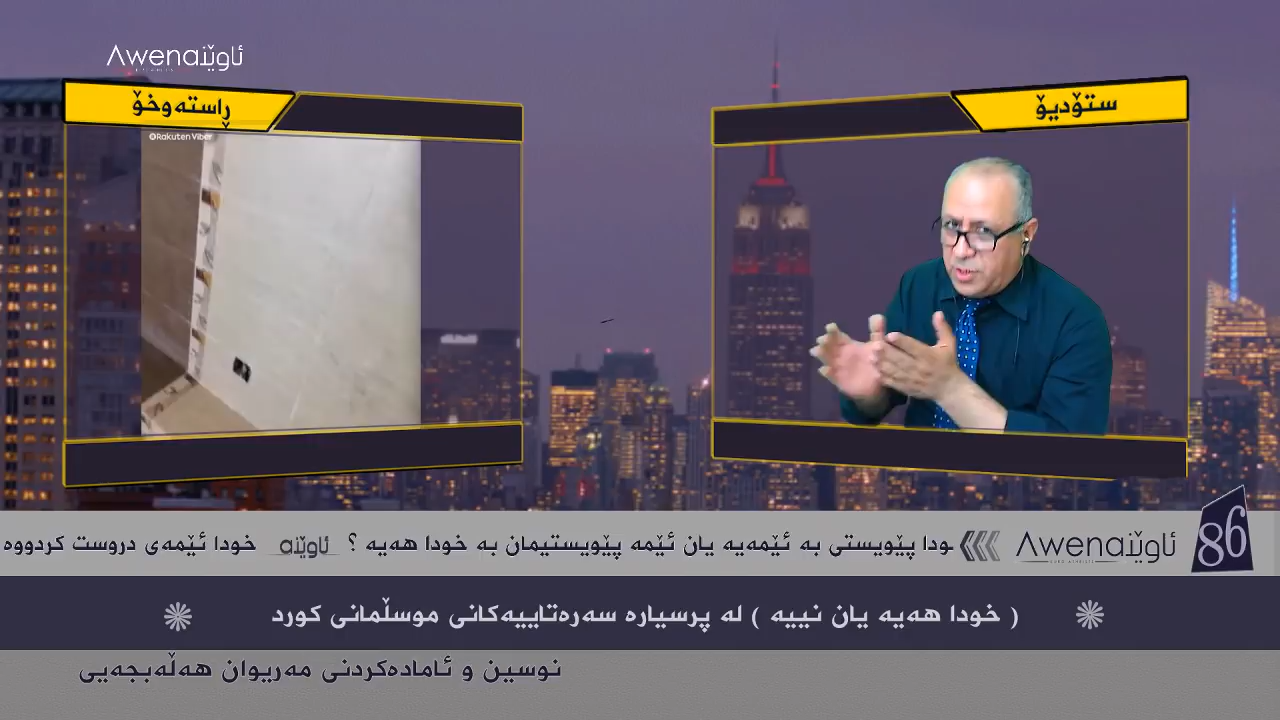 Awena ئاوێنە
ڕاستەوخۆ
ستۆدیۆ
Rakuten Viber
86
Awena ئاوێنە
ـودا پێویستی بە ئێمەیە یان ئێمە پێویستیمان بە خودا هەیە ؟ ئاوێنە خودا ئێمەی دروست کردووە
( خودا هەیە یان نییە ) لە پرسیارە سەرەتاییەکانی موسڵمانی کورد
نوسین و ئامادەکردنی مەریوان هەڵەبجەیی